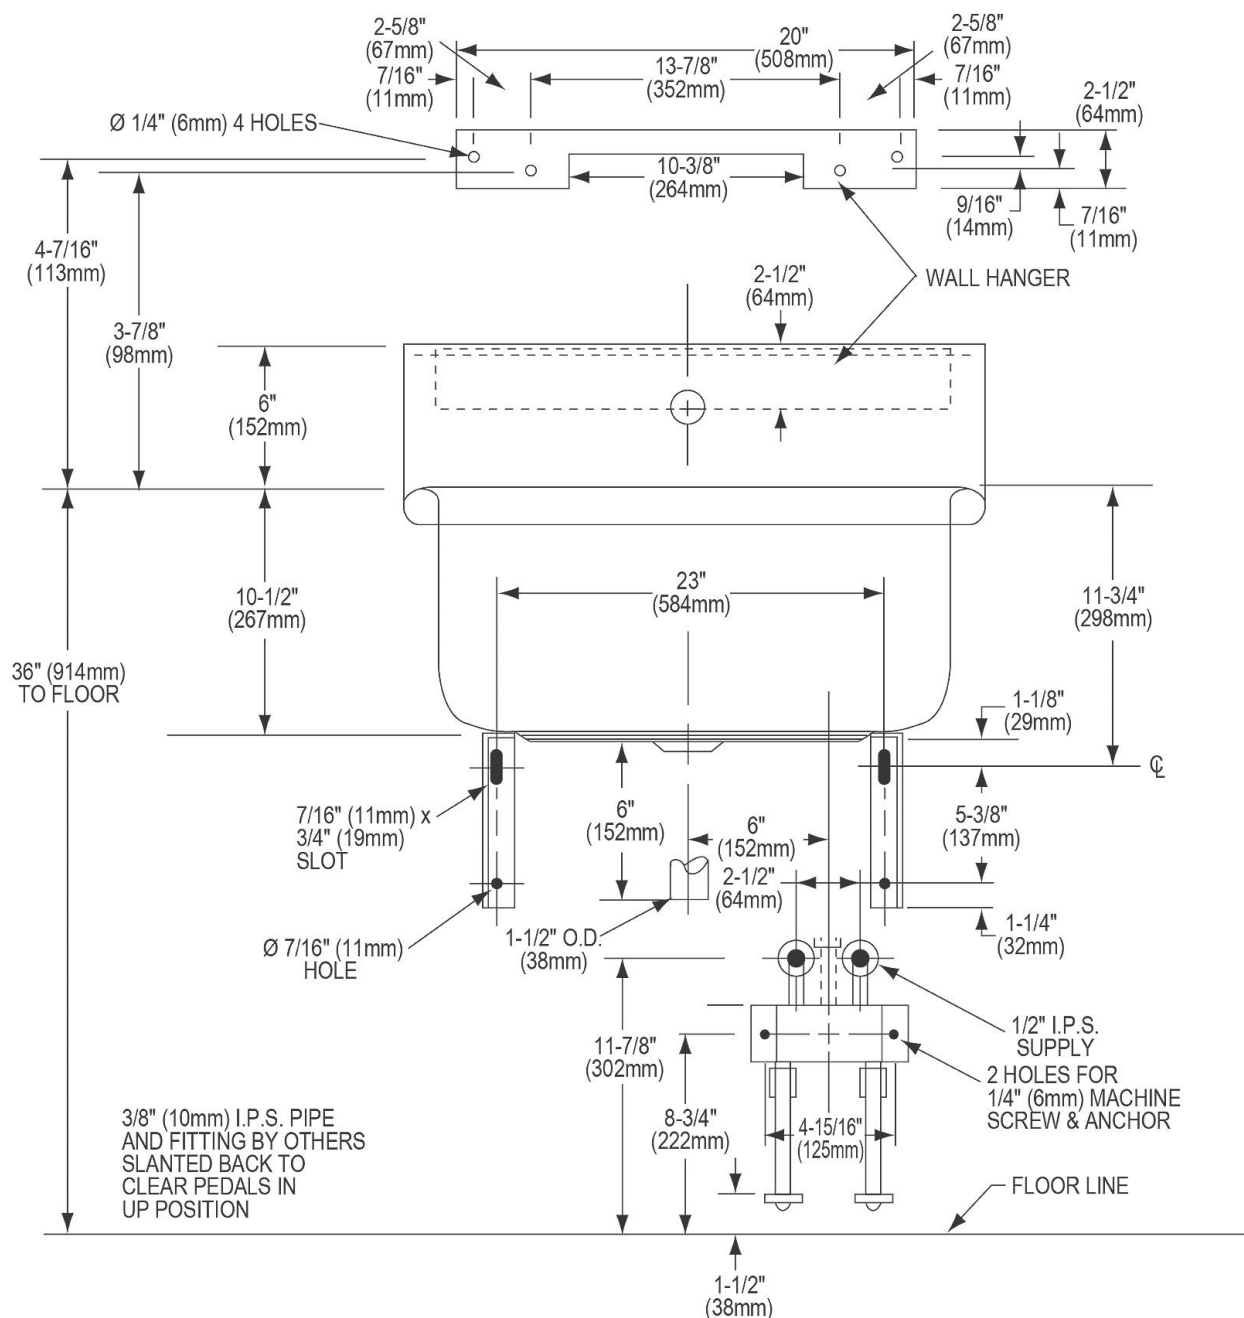 2-5/8"
(67mm)
20"
(508mm)
2-5/8"
(67mm)
7/16"
(11mm)
13-7/8"
(352mm)
7/16"
(11mm)
2-1/2"
(64mm)
Ø 1/4" (6mm) 4 HOLES
10-3/8"
(264mm)
9/16"
(14mm)
7/16"
(11mm)
4-7/16"
(113mm)
WALL HANGER
2-1/2"
(64mm)
3-7/8"
(98mm)
6"
(152mm)
23"
(584mm)
10-1/2"
(267mm)
11-3/4"
(298mm)
36" (914mm)
TO FLOOR
1-1/8"
(29mm)
℄
7/16" (11mm) x
3/4" (19mm)
SLOT
6"
(152mm)
6"
(152mm)
5-3/8"
(137mm)
2-1/2"
(64mm)
Ø 7/16" (11mm)
HOLE
1-1/2" O.D.
(38mm)
1-1/4"
(32mm)
11-7/8"
(302mm)
1/2" I.P.S.
SUPPLY
2 HOLES FOR
1/4" (6mm) MACHINE
SCREW & ANCHOR
8-3/4"
(222mm)
4-15/16"
(125mm)
3/8" (10mm) I.P.S. PIPE
AND FITTING BY OTHERS
SLANTED BACK TO
CLEAR PEDALS IN
UP POSITION
FLOOR LINE
1-1/2"
(38mm)